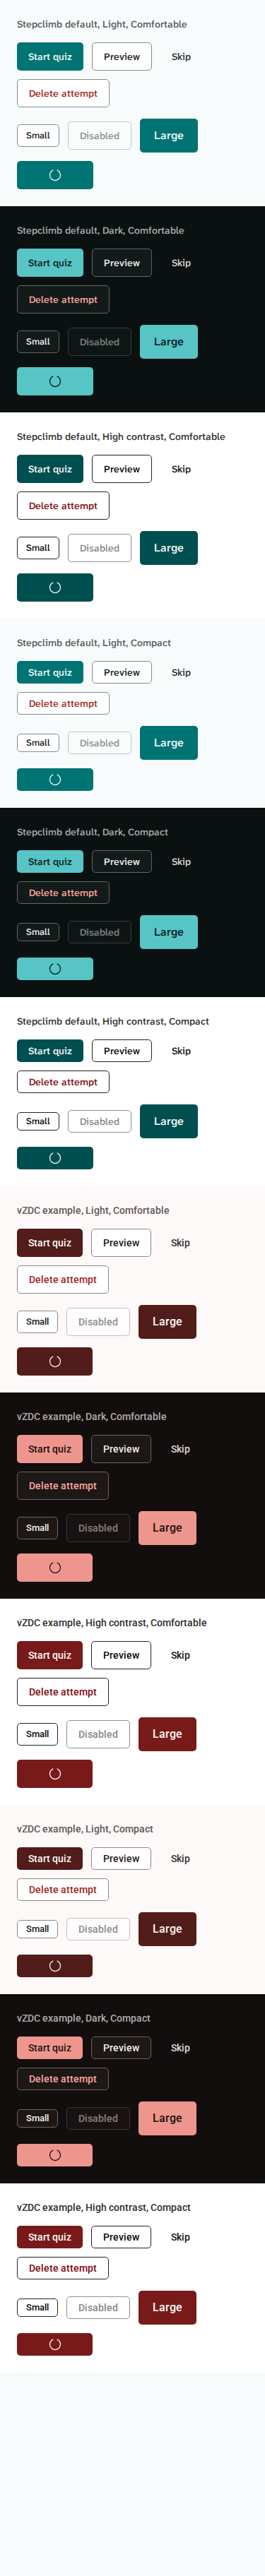 Stepclimb default, Light, Comfortable
Start quiz Preview Skip
Delete attempt
Small Disabled Large
Stepclimb default, Dark, Comfortable
Start quiz Preview Skip
Delete attempt
Small Disabled Large
Stepclimb default, High contrast, Comfortable
Start quiz Preview Skip
Delete attempt
Small Disabled Large
Stepclimb default, Light, Compact
Start quiz Preview Skip
Delete attempt
Small Disabled Large
Stepclimb default, Dark, Compact
Start quiz Preview Skip
Delete attempt
Small Disabled Large
Stepclimb default, High contrast, Compact
Start quiz Preview Skip
Delete attempt
Small Disabled Large
vZDC example, Light, Comfortable
Start quiz Preview Skip
Delete attempt
Small Disabled Large
vZDC example, Dark, Comfortable
Start quiz Preview Skip
Delete attempt
Small Disabled Large
vZDC example, High contrast, Comfortable
Start quiz Preview Skip
Delete attempt
Small Disabled Large
vZDC example, Light, Compact
Start quiz Preview Skip
Delete attempt
Small Disabled Large
vZDC example, Dark, Compact
Start quiz Preview Skip
Delete attempt
Small Disabled Large
vZDC example, High contrast, Compact
Start quiz Preview Skip
Delete attempt
Small Disabled Large